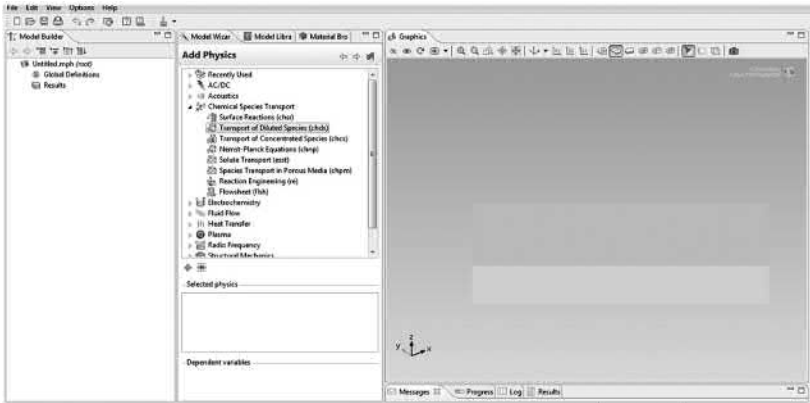 File Edit View Options Help
Model Builder
Untitled.mph (root)
Global Definitions
Results
Model Wizar
Model Libra
Material Bro
Add Physics
Recently Used
AC/DC
Acoustics
Chemical Species Transport
Surface Reactions (chsr)
Transport of Diluted Species (chds)
Transport of Concentrated Species (chcs)
Nernst-Planck Equations (chnp)
Solute Transport (esst)
Species Transport in Porous Media (chpm)
Reaction Engineering (re)
Flowsheet (flsh)
Electrochemistry
Fluid Flow
Heat Transfer
Plasma
Radio Frequency
Structural Mechanics
Selected physics
Dependent variables
Graphics
z
y x
Messages Progress Log Results